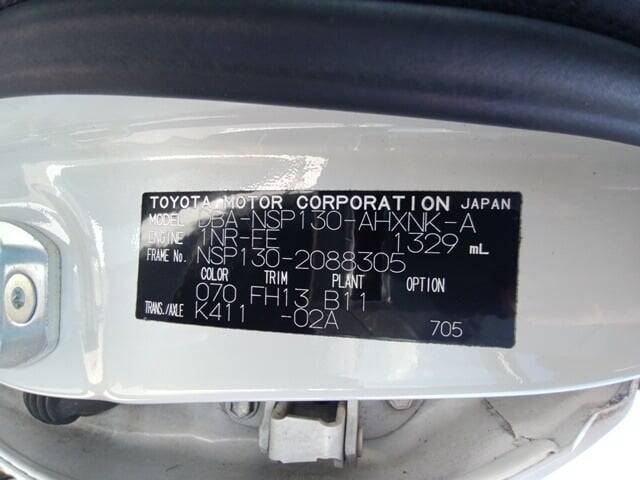 TOYOTA MOTOR CORPORATION JAPAN
MODEL DBA-NSP130-AHXNK-A
ENGINE 1NR-FE 1329 mL
FRAME No. NSP130-2088305
COLOR TRIM PLANT OPTION
070 FH13 B11
TRANS./AXLE K411 -02A 705